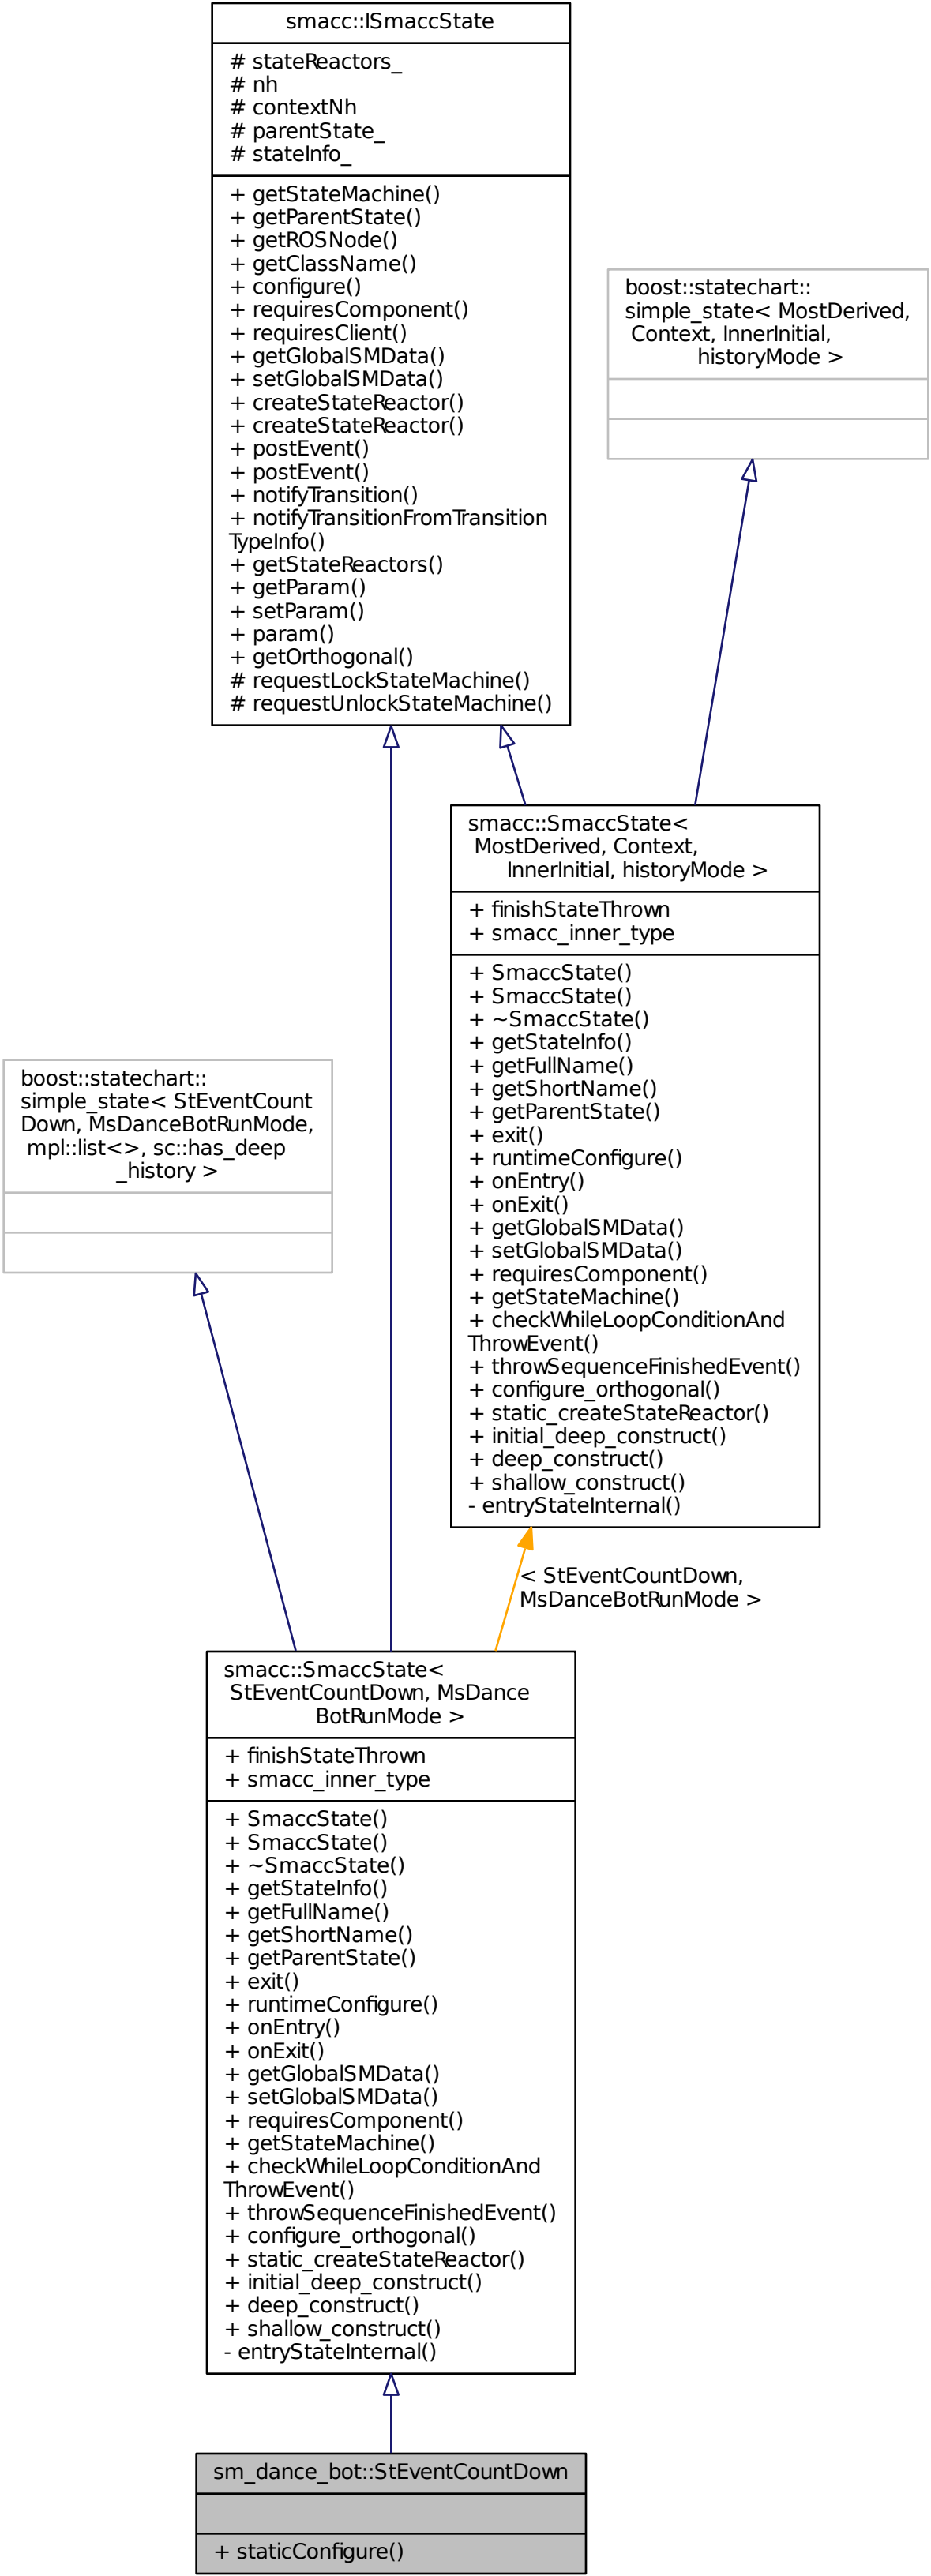 smacc::ISmaccState
# stateReactors_
# nh
# contextNh
# parentState_
# stateInfo_
+ getStateMachine()
+ getParentState()
+ getROSNode()
+ getClassName()
+ configure()
+ requiresComponent()
+ requiresClient()
+ getGlobalSMData()
+ setGlobalSMData()
+ createStateReactor()
+ createStateReactor()
+ postEvent()
+ postEvent()
+ notifyTransition()
+ notifyTransitionFromTransition
TypeInfo()
+ getStateReactors()
+ getParam()
+ setParam()
+ param()
+ getOrthogonal()
# requestLockStateMachine()
# requestUnlockStateMachine()
boost::statechart::
simple_state< MostDerived,
Context, InnerInitial,
historyMode >
smacc::SmaccState<
MostDerived, Context,
InnerInitial, historyMode >
+ finishStateThrown
+ smacc_inner_type
+ SmaccState()
+ SmaccState()
+ ~SmaccState()
+ getStateInfo()
+ getFullName()
+ getShortName()
+ getParentState()
+ exit()
+ runtimeConfigure()
+ onEntry()
+ onExit()
+ getGlobalSMData()
+ setGlobalSMData()
+ requiresComponent()
+ getStateMachine()
+ checkWhileLoopConditionAnd
ThrowEvent()
+ throwSequenceFinishedEvent()
+ configure_orthogonal()
+ static_createStateReactor()
+ initial_deep_construct()
+ deep_construct()
+ shallow_construct()
- entryStateInternal()
boost::statechart::
simple_state< StEventCount
Down, MsDanceBotRunMode,
mpl::list<>, sc::has_deep
_history >
< StEventCountDown,
MsDanceBotRunMode >
smacc::SmaccState<
StEventCountDown, MsDance
BotRunMode >
+ finishStateThrown
+ smacc_inner_type
+ SmaccState()
+ SmaccState()
+ ~SmaccState()
+ getStateInfo()
+ getFullName()
+ getShortName()
+ getParentState()
+ exit()
+ runtimeConfigure()
+ onEntry()
+ onExit()
+ getGlobalSMData()
+ setGlobalSMData()
+ requiresComponent()
+ getStateMachine()
+ checkWhileLoopConditionAnd
ThrowEvent()
+ throwSequenceFinishedEvent()
+ configure_orthogonal()
+ static_createStateReactor()
+ initial_deep_construct()
+ deep_construct()
+ shallow_construct()
- entryStateInternal()
sm_dance_bot::StEventCountDown
+ staticConfigure()